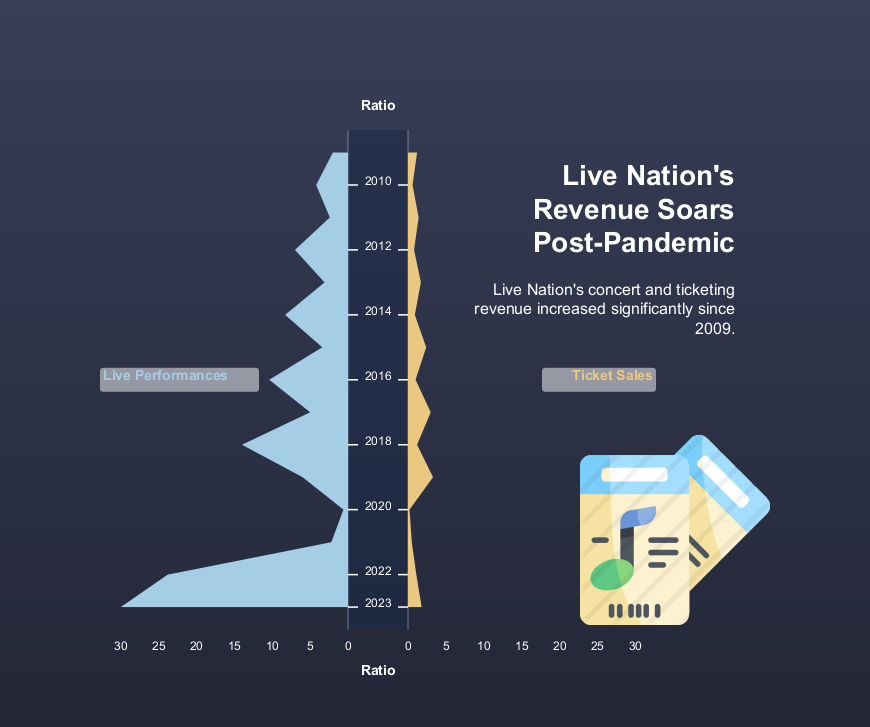 Ratio
Live Nation's
Revenue Soars
Post-Pandemic
Live Nation's concert and ticketing
revenue increased significantly since
2009.
2010
2012
2014
2016
2018
2020
2022
2023
Live Performances
Ticket Sales
30 25 20 15 10 5 0 0 5 10 15 20 25 30
Ratio